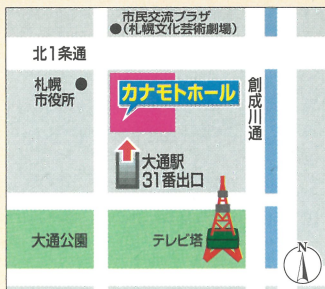 市民交流プラザ
(札幌文化芸術劇場)
北1条通
札幌
市役所
カナモトホール
創成川通
大通駅
31番出口
大通公園
テレビ塔
N